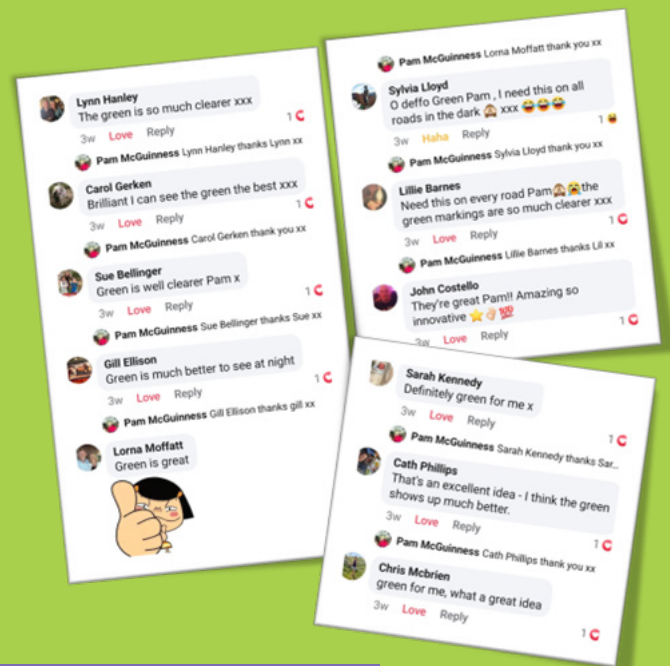 Lynn Hanley
The green is so much clearer xxx
3w Love Reply 1
Pam McGuinness Lynn Hanley thanks Lynn xx
Carol Gerken
Brilliant I can see the green the best xxx
3w Love Reply 1
Pam McGuinness Carol Gerken thank you xx
Sue Bellinger
Green is well clearer Pam x
3w Love Reply 1
Pam McGuinness Sue Bellinger thanks Sue xx
Gill Ellison
Green is much better to see at night
3w Love Reply 1
Pam McGuinness Gill Ellison thanks gill xx
Lorna Moffatt
Green is great
Pam McGuinness Lorna Moffatt thank you xx
Sylvia Lloyd
O deffo Green Pam , I need this on all
roads in the dark 🙈 xxx 😂😂😂
3w Haha Reply 1
Pam McGuinness Sylvia Lloyd thank you xx
Lillie Barnes
Need this on every road Pam🙈😭the
green markings are so much clearer xxx
3w Love Reply 1
Pam McGuinness Lillie Barnes thanks Lil xx
John Costello
They're great Pam!! Amazing so
innovative ⭐👌💯
3w Love Reply 1
Sarah Kennedy
Definitely green for me x
3w Love Reply 1
Pam McGuinness Sarah Kennedy thanks Sar...
Cath Phillips
That's an excellent idea - I think the green
shows up much better.
3w Love Reply 1
Pam McGuinness Cath Phillips thank you xx
Chris Mcbrien
green for me, what a great idea
3w Love Reply 1